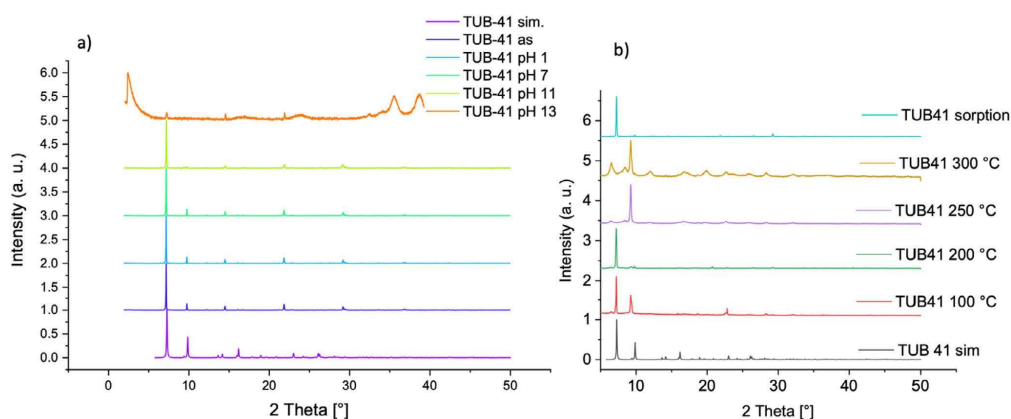 a)
TUB-41 sim.
TUB-41 as
TUB-41 pH 1
TUB-41 pH 7
TUB-41 pH 11
TUB-41 pH 13
Intensity (a. u.)
6.0
5.5
5.0
4.5
4.0
3.5
3.0
2.5
2.0
1.5
1.0
0.5
0.0
0
10
20
30
40
50
2 Theta [°]
b)
Intensity (a. u.)
6
5
4
3
2
1
0
TUB41 sorption
TUB41 300 °C
TUB41 250 °C
TUB41 200 °C
TUB41 100 °C
TUB 41 sim
10
20
30
40
50
2 Theta [°]